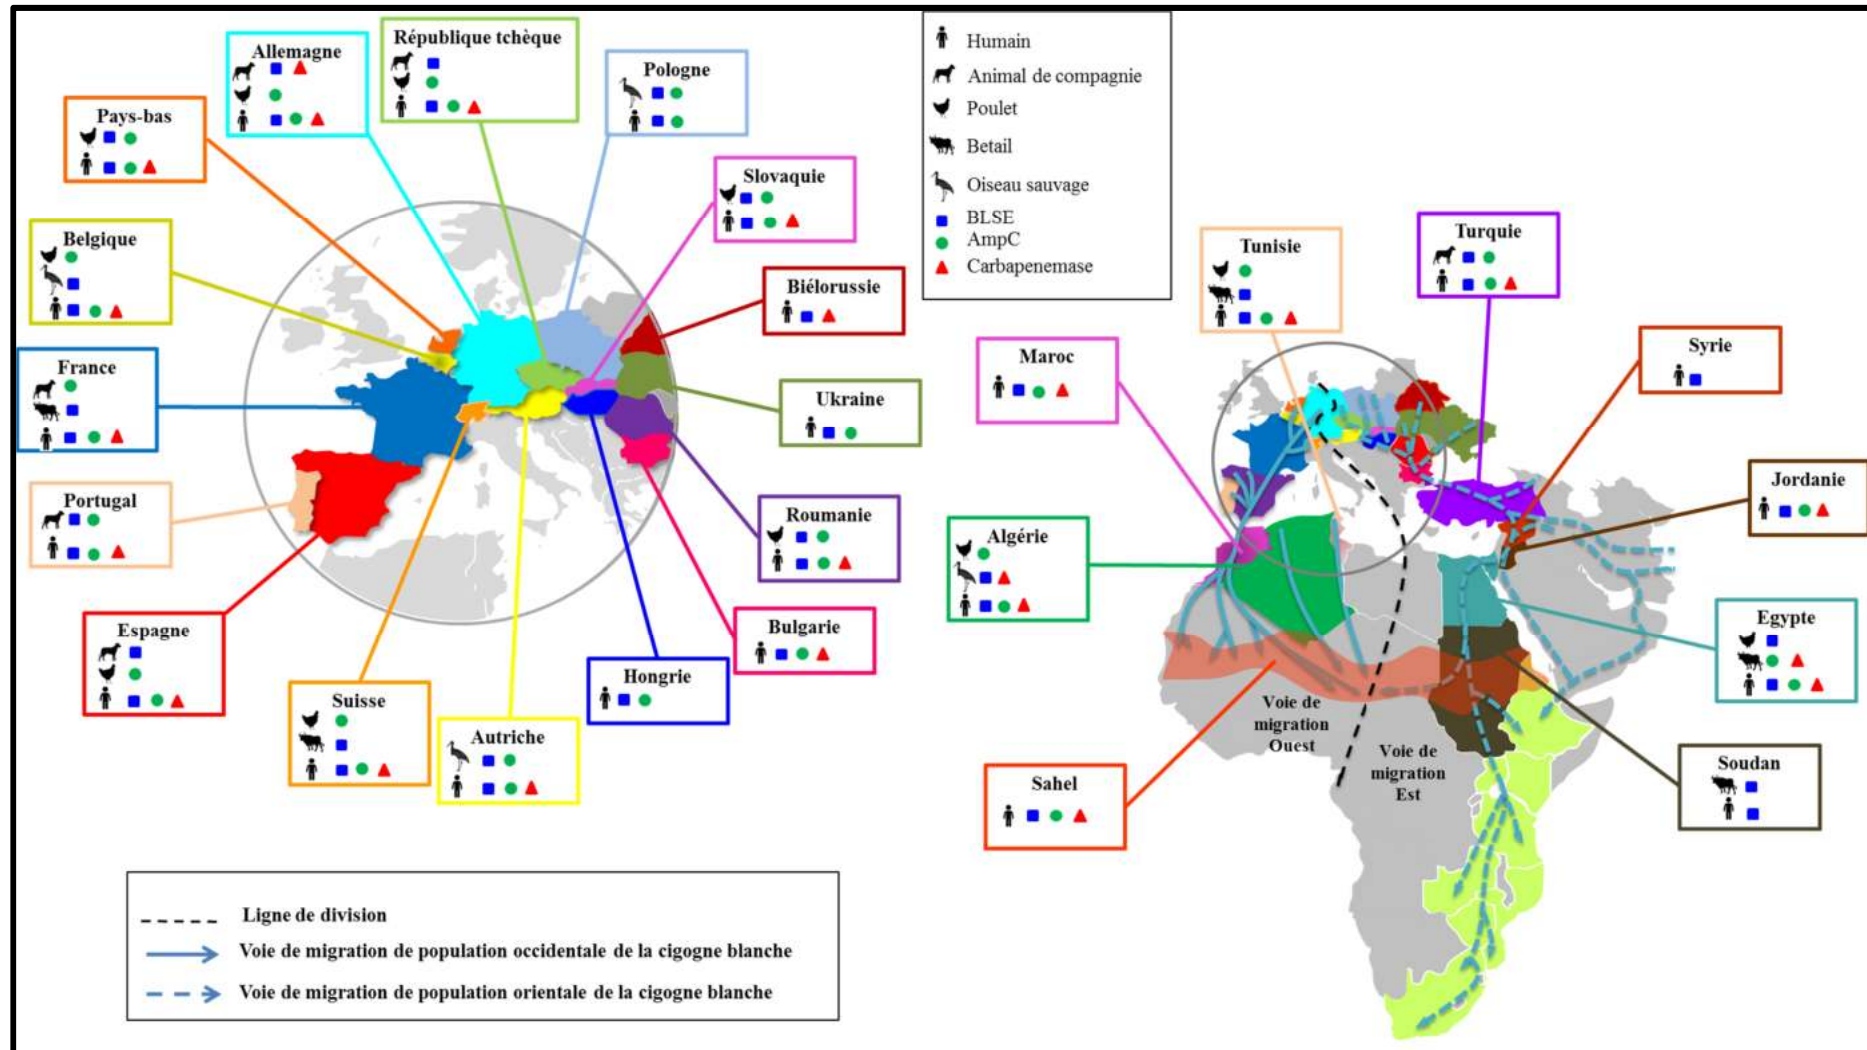 Allemagne
République tchèque
Pologne
Pays-bas
Slovaquie
Belgique
Biélorussie
France
Ukraine
Portugal
Roumanie
Espagne
Bulgarie
Hongrie
Suisse
Autriche
Ligne de division
Voie de migration de population occidentale de la cigogne blanche
Voie de migration de population orientale de la cigogne blanche
Humain
Animal de compagnie
Poulet
Betail
Oiseau sauvage
BLSE
AmpC
Carbapenemase
Tunisie
Turquie
Maroc
Syrie
Jordanie
Algérie
Egypte
Voie de
migration
Ouest
Voie de
migration
Est
Sahel
Soudan